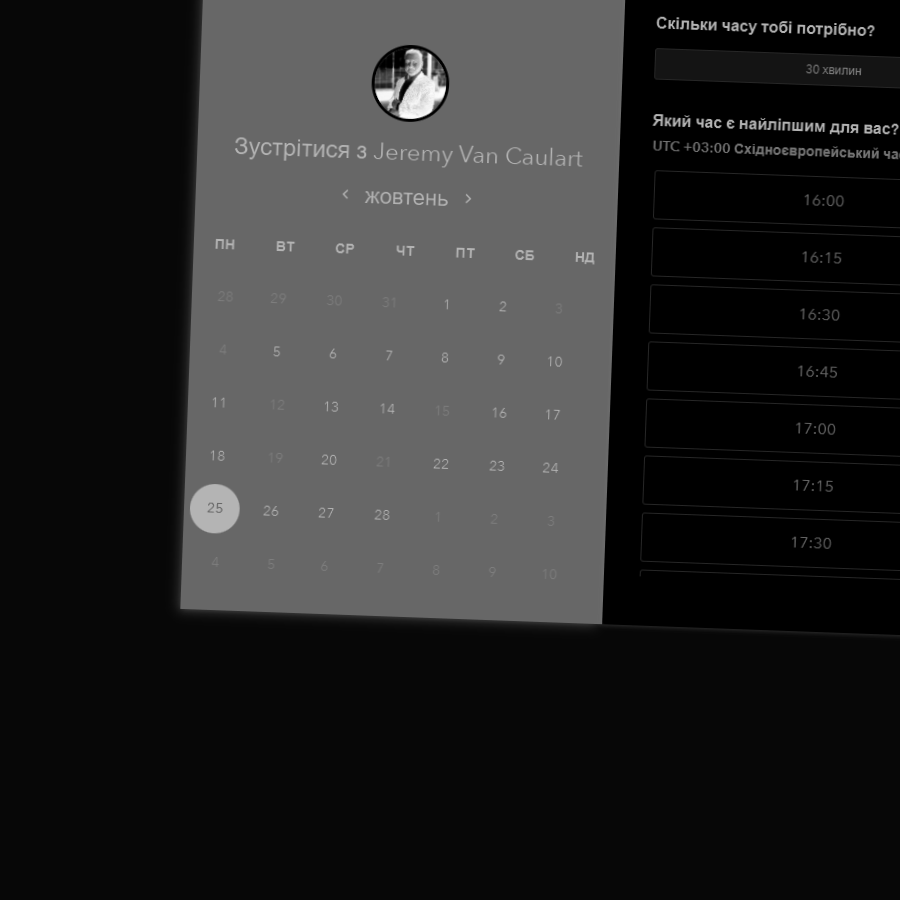 Зустрітися з Jeremy Van Caulart
жовтень
ПН ВТ СР ЧТ ПТ СБ НД
28 29 30 31 1 2 3
4 5 6 7 8 9 10
11 12 13 14 15 16 17
18 19 20 21 22 23 24
25 26 27 28 1 2 3
4 5 6 7 8 9 10
Скільки часу тобі потрібно?
30 хвилин
Який час є найліпшим для вас?
UTC +03:00 Східноєвропейський
16:00
16:15
16:30
16:45
17:00
17:15
17:30